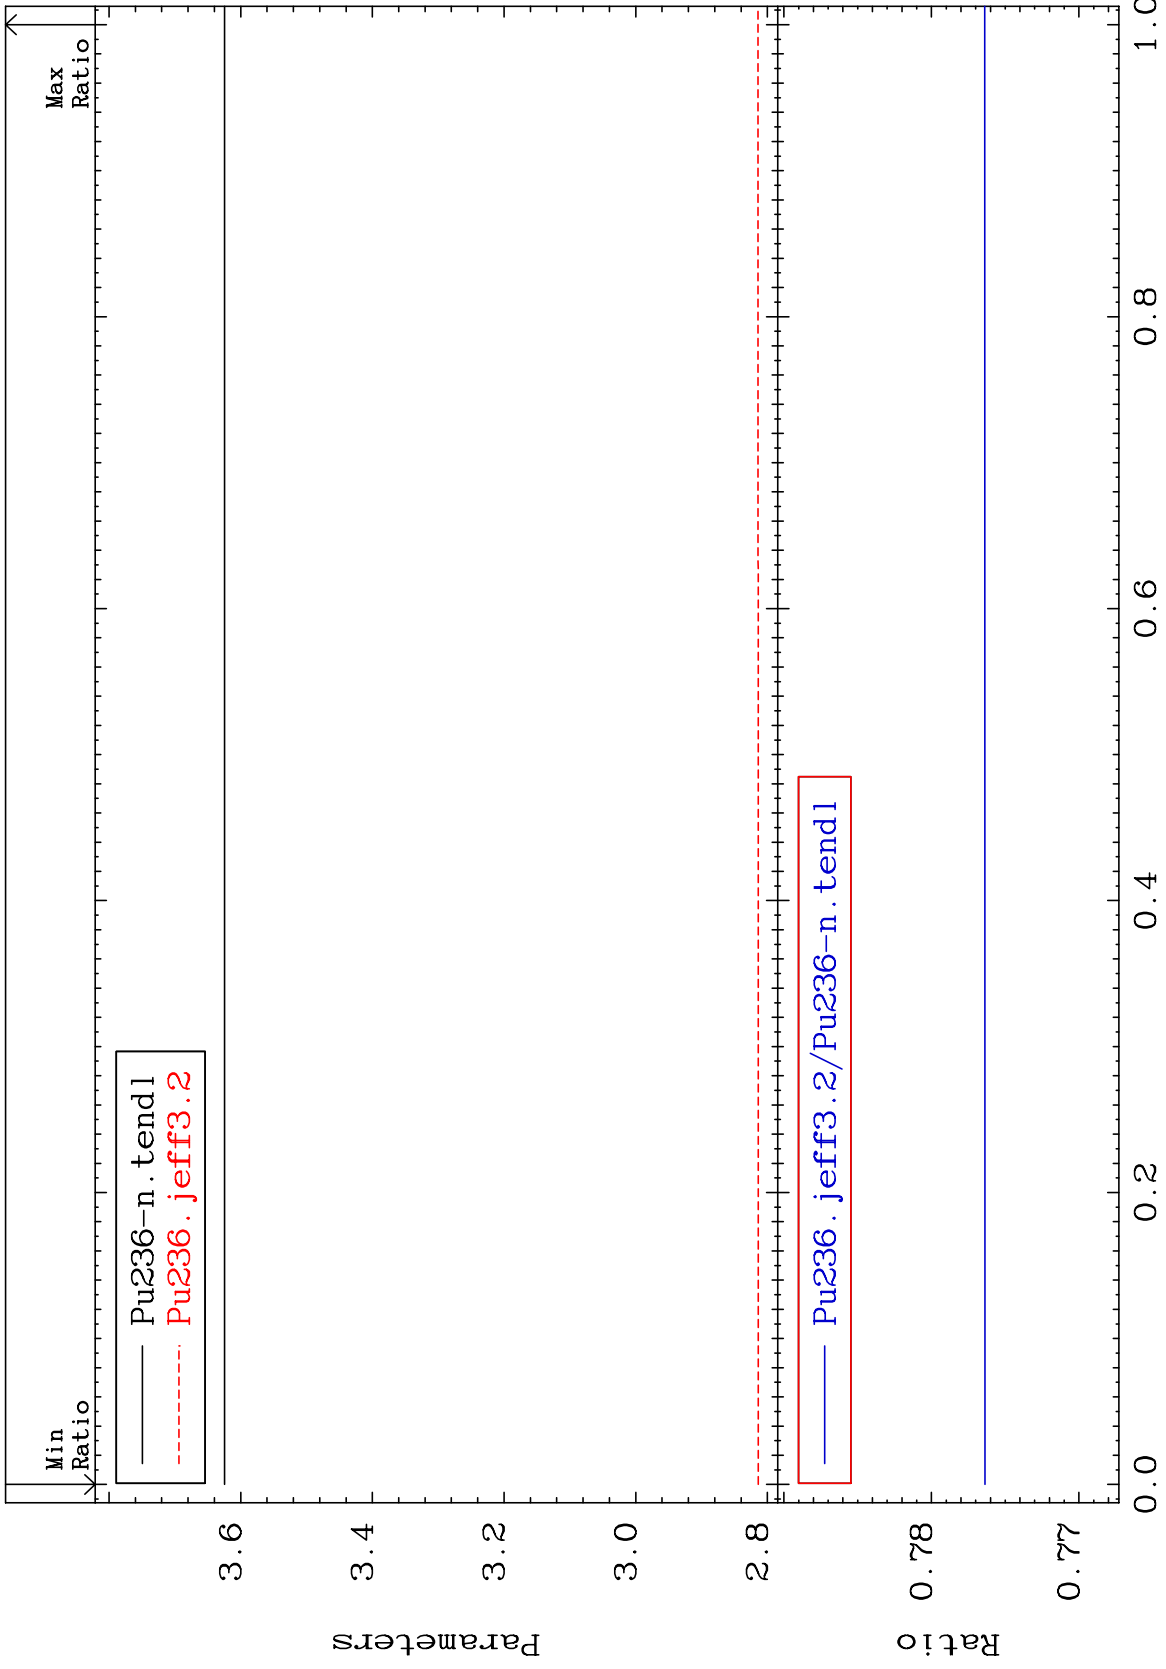 Min
Ratio
Max
Ratio
Pu236-n.tendl
Pu236.jeff3.2
3.6
3.4
3.2
3.0
2.8
Parameters
Pu236.jeff3.2/Pu236-n.tendl
0.78
0.77
Ratio
0.0
0.2
0.4
0.6
0.8
1.0